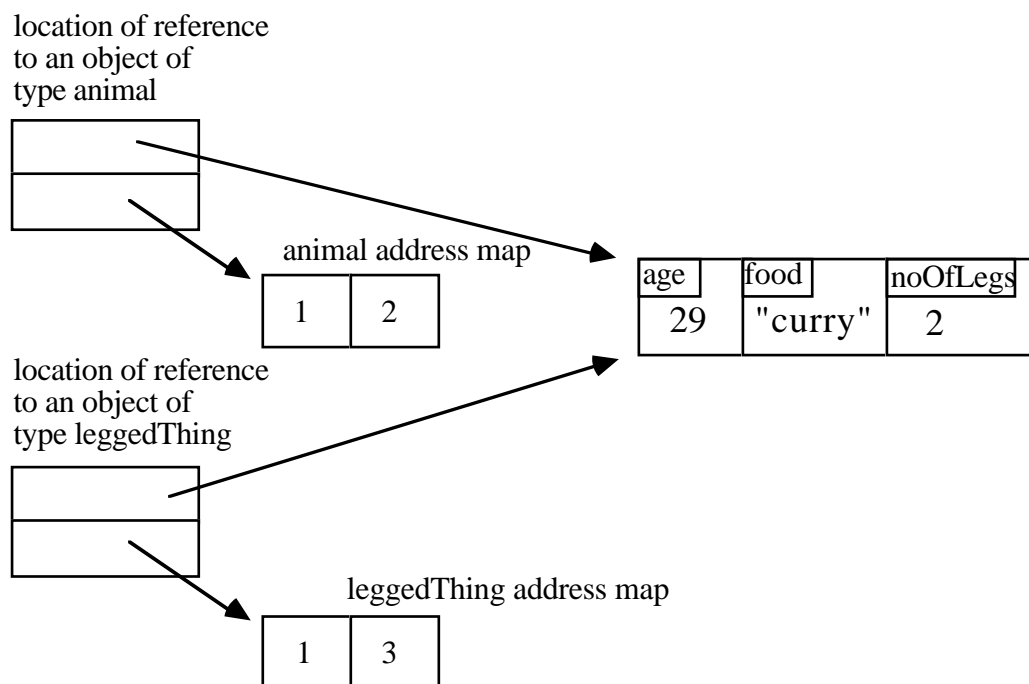 location of reference
to an object of
type animal
animal address map
1 2
age food noOfLegs
29 "curry" 2
location of reference
to an object of
type leggedThing
leggedThing address map
1 3